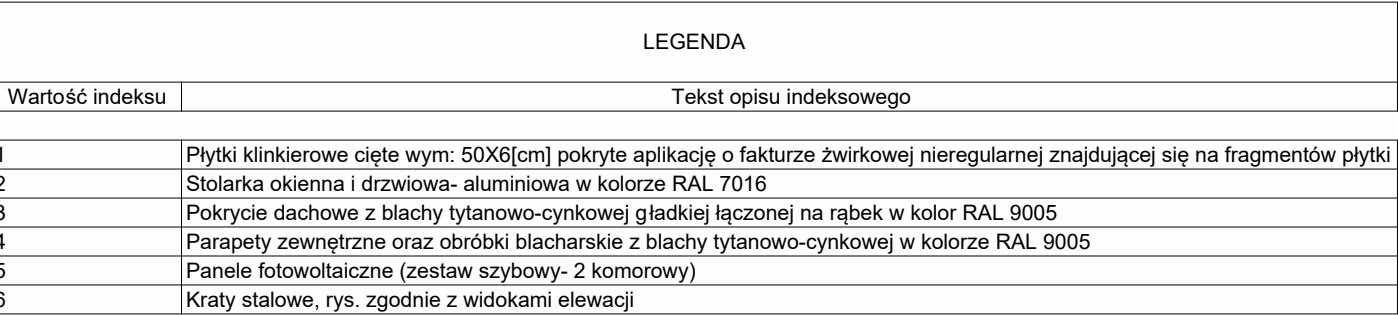 LEGENDA
Wartość indeksu Tekst opisu indeksowego
1 Płytki klinkierowe cięte wym: 50X6[cm] pokryte aplikację o fakturze żwirkowej nieregularnej znajdującej się na fragmentów płytki
2 Stolarka okienna i drzwiowa- aluminiowa w kolorze RAL 7016
3 Pokrycie dachowe z blachy tytanowo-cynkowej gładkiej łączonej na rąbek w kolor RAL 9005
4 Parapety zewnętrzne oraz obróbki blacharskie z blachy tytanowo-cynkowej w kolorze RAL 9005
5 Panele fotowoltaiczne (zestaw szybowy- 2 komorowy)
6 Kraty stalowe, rys. zgodnie z widokami elewacji